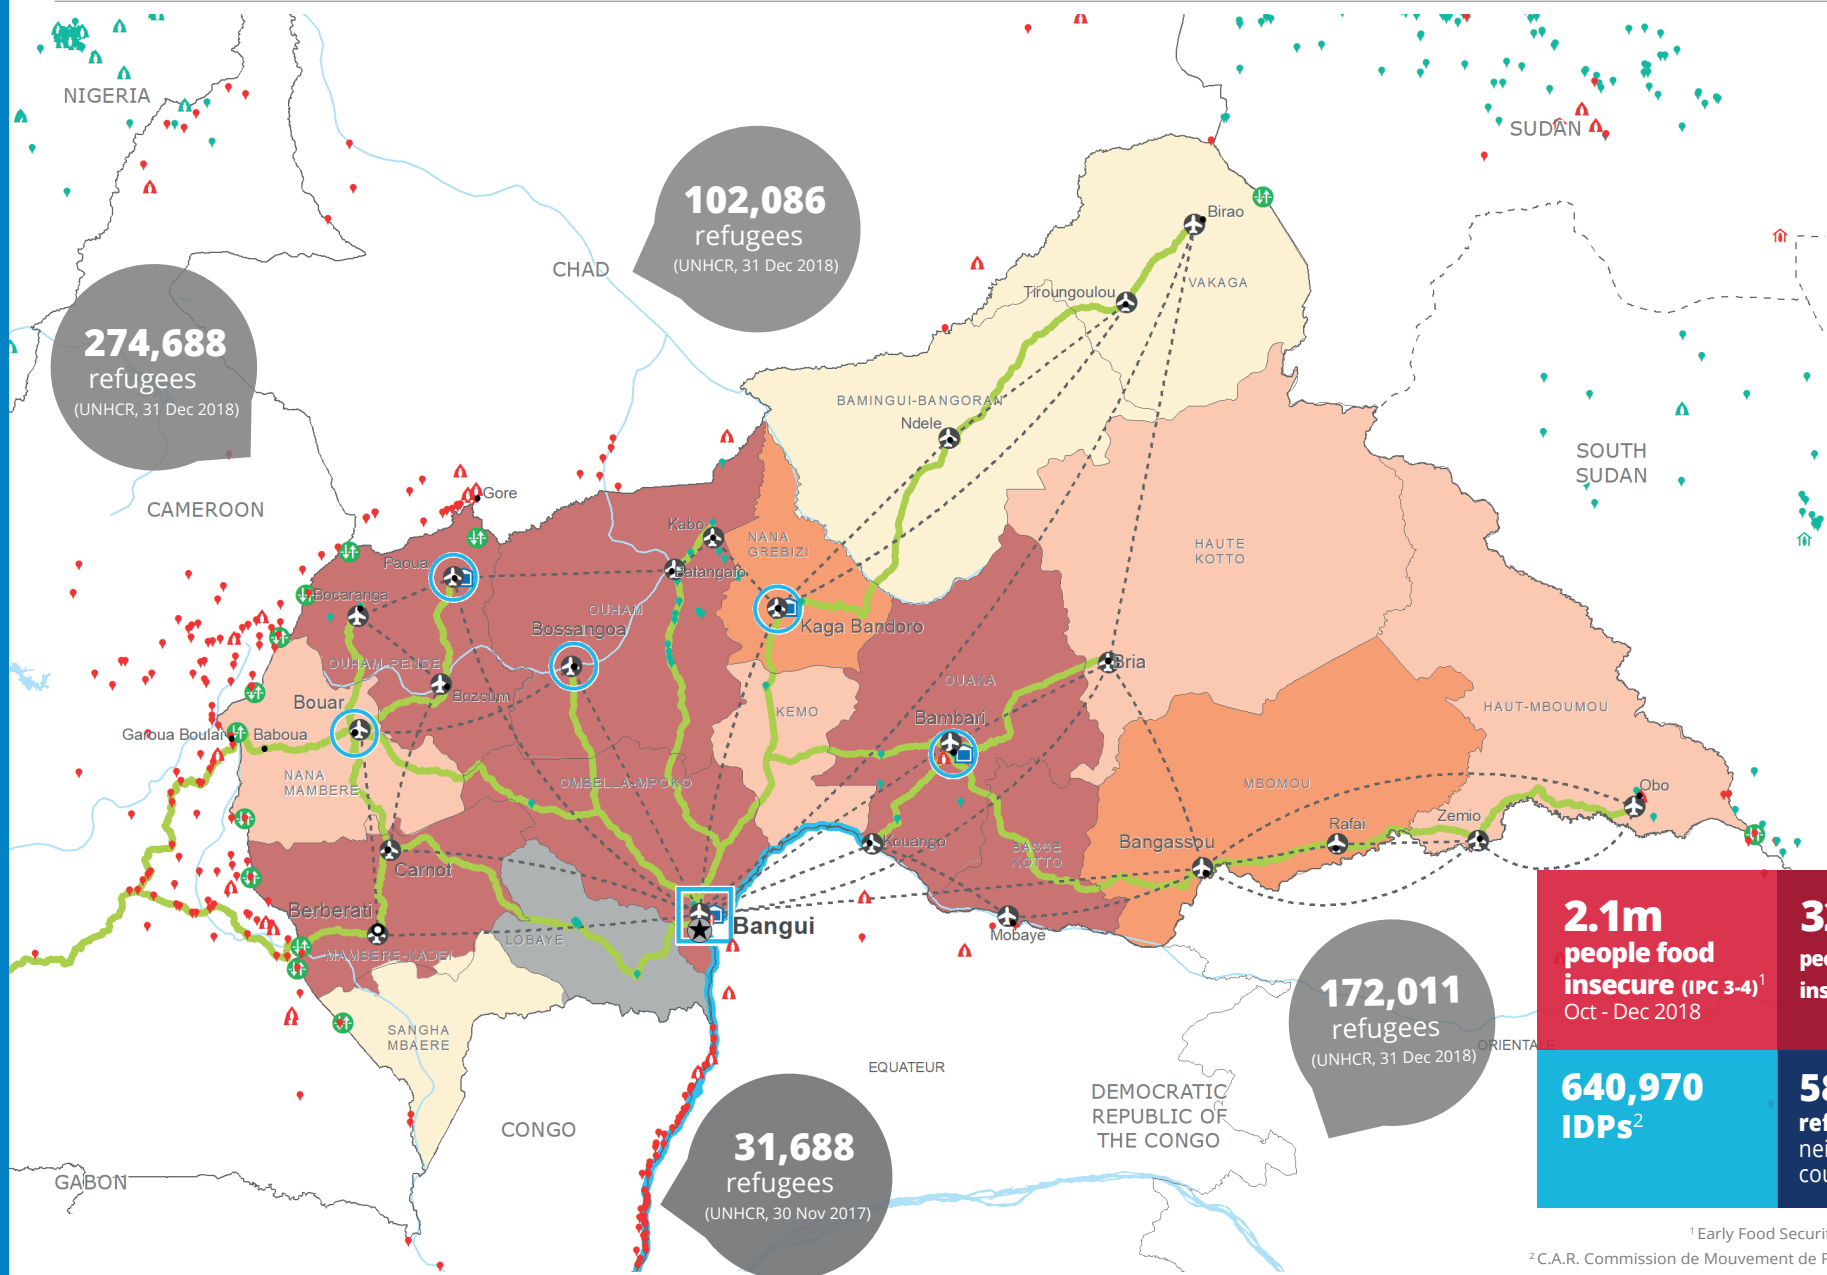 NIGERIA
SUDAN
102,086
refugees
(UNHCR, 31 Dec 2018)
CHAD
Birao
VAKAGA
Tiroungoulou
274,688
refugees
(UNHCR, 31 Dec 2018)
BAMINGUI-BANGORAN
Ndele
SOUTH
SUDAN
CAMEROON
Gore
Kabo
NANA
GREBIZI
HAUTE
KOTTO
Paoua
Batangafo
Bocaranga
OUHAM
Bossangoa
Kaga Bandoro
OUHAM-PENDE
Bria
OUAKA
Bozoum
Bouar
KEMO
Bambari
HAUT-MBOUMOU
Garoua Boulai
Baboua
NANA
MAMBERE
OMBELLA-MPOKO
MBOMOU
Obo
Zemio
Rafai
Bangassou
Kouango
BASSE
KOTTO
Carnot
Berberati
Bangui
LOBAYE
Mobaye
MAMBERE-KADEI
2.1m
people food
insecure (IPC 3-4)1
Oct - Dec 2018
172,011
refugees
(UNHCR, 31 Dec 2018)
SANGHA
MBAERE
ORIENTALE
EQUATEUR
DEMOCRATIC
REPUBLIC OF
THE CONGO
640,970
IDPs2
58
ref
nei
cou
CONGO
31,688
refugees
(UNHCR, 30 Nov 2017)
GABON
1 Early Food Securit
2 C.A.R. Commission de Mouvement de P